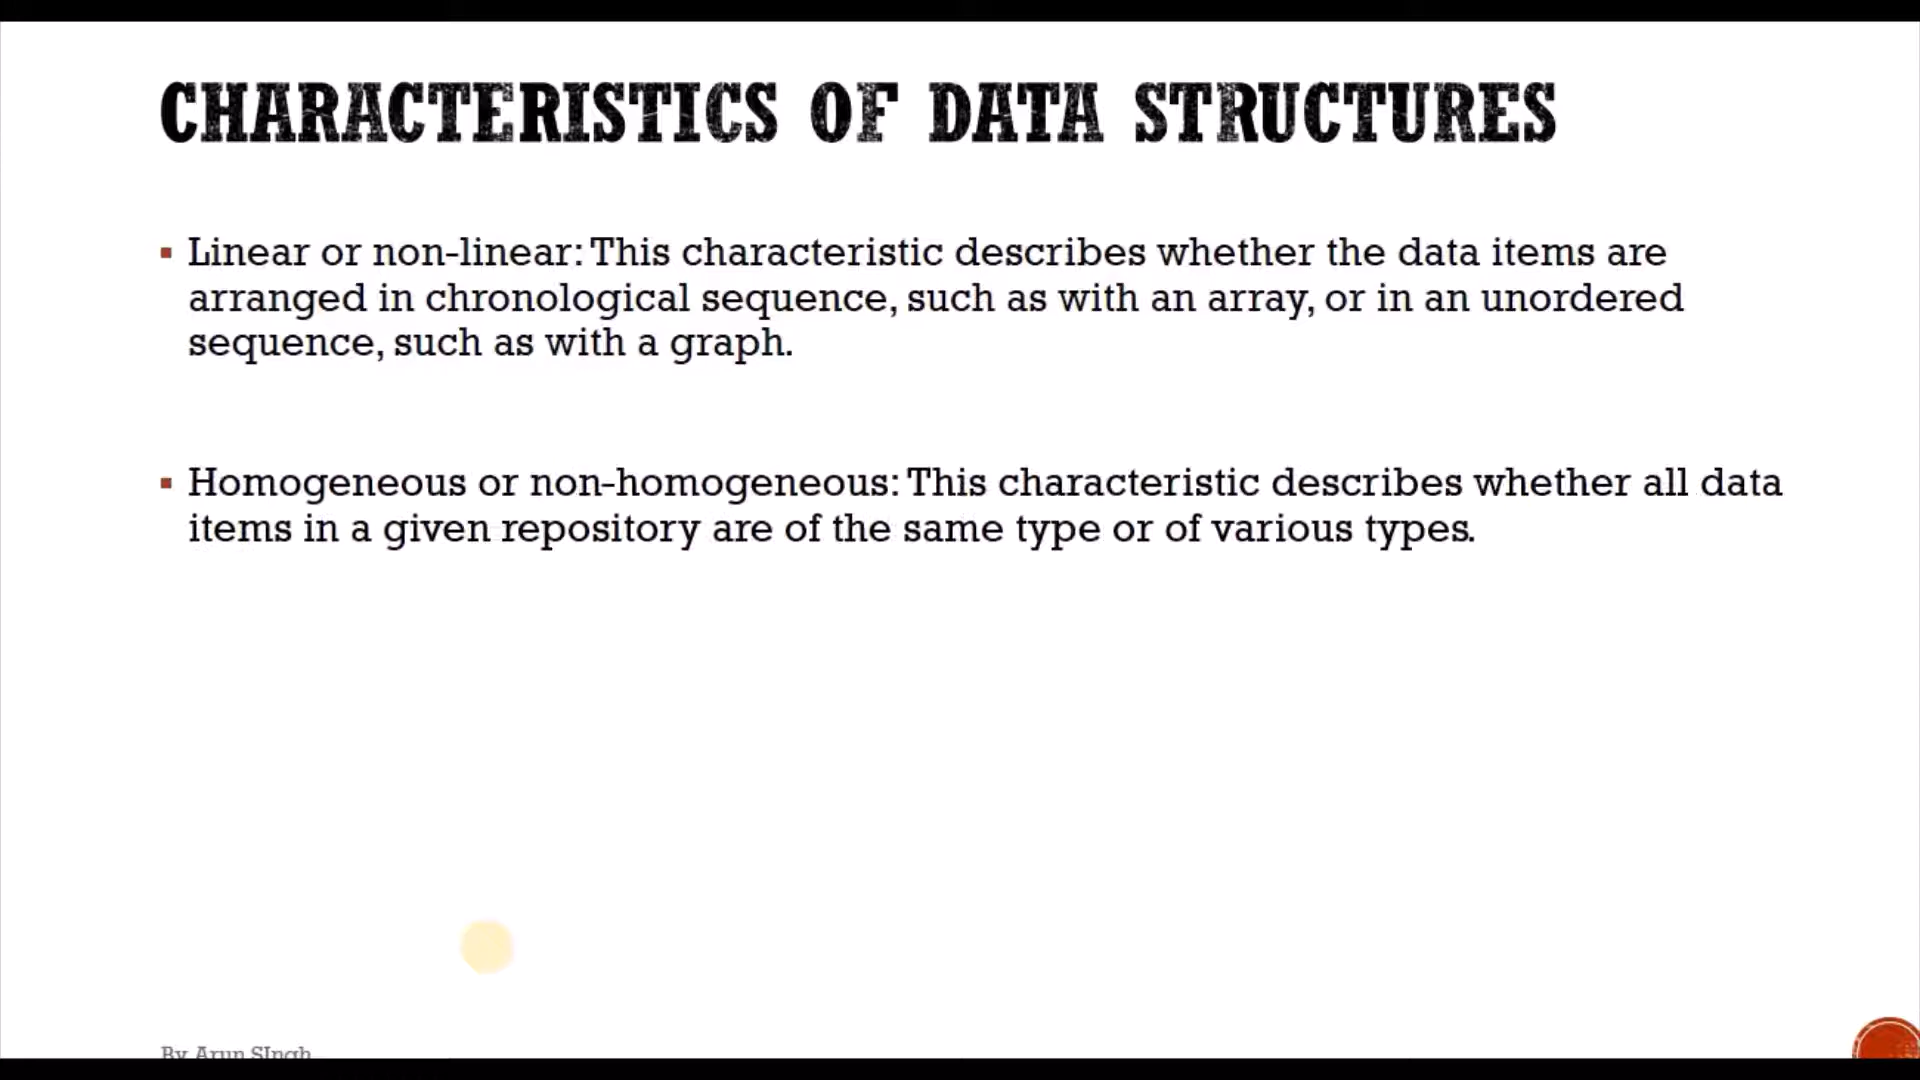 CHARACTERISTICS OF DATA STRUCTURES
▪ Linear or non-linear: This characteristic describes whether the data items are
arranged in chronological sequence, such as with an array, or in an unordered
sequence, such as with a graph.
▪ Homogeneous or non-homogeneous: This characteristic describes whether all data
items in a given repository are of the same type or of various types.
By Arun SIngh